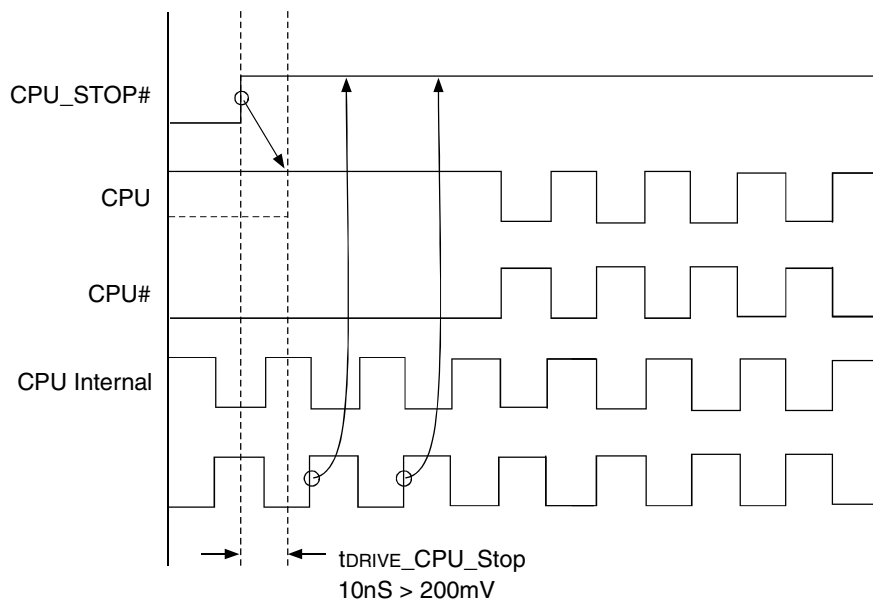 CPU_STOP#
CPU
CPU#
CPU Internal
tDRIVE_CPU_Stop
10nS > 200mV